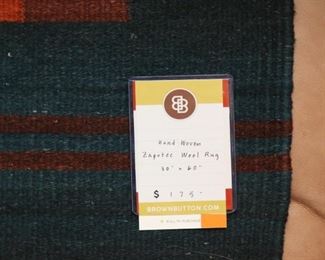 BB
Hand Woven
Zapotec Wool Rug
30" x 60"
$ 175-
BROWNBUTTON.COM